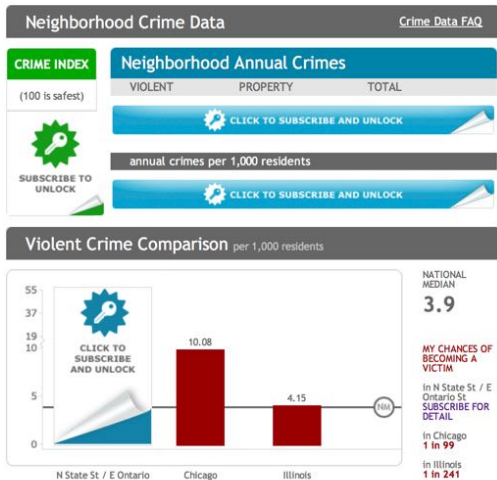 Neighborhood Crime Data
Crime Data FAQ
CRIME INDEX
(100 is safest)
SUBSCRIBE TO
UNLOCK
Neighborhood Annual Crimes
VIOLENT PROPERTY TOTAL
CLICK TO SUBSCRIBE AND UNLOCK
annual crimes per 1,000 residents
CLICK TO SUBSCRIBE AND UNLOCK
Violent Crime Comparison per 1,000 residents
55
37
19
10
5
0
CLICK TO
SUBSCRIBE
AND UNLOCK
10.08
4.15
NM
N State St / E Ontario
Chicago
Illinois
NATIONAL
MEDIAN
3.9
MY CHANCES OF
BECOMING A
VICTIM
in N State St / E
Ontario St
SUBSCRIBE FOR
DETAIL
in Chicago
1 in 99
in Illinois
1 in 241